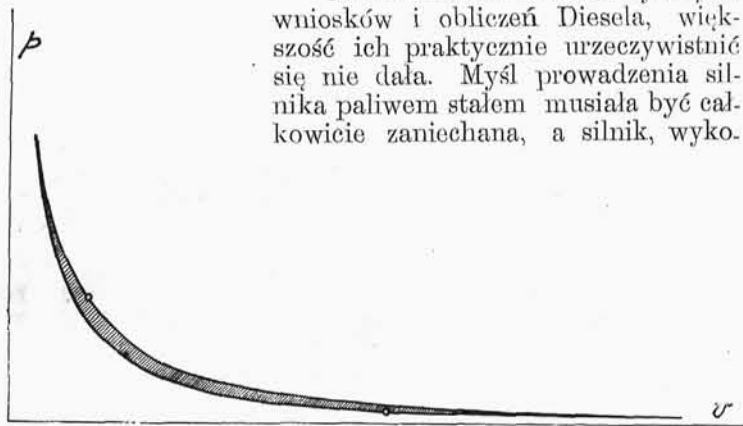 p
wniosków i obliczeń Diesela, więk-
szość ich praktycznie urzeczywistnić
się nie dała. Myśl prowadzenia sil-
nika paliwem stałem musiała być cał-
kowicie zaniechana, a silnik, wyko-
v